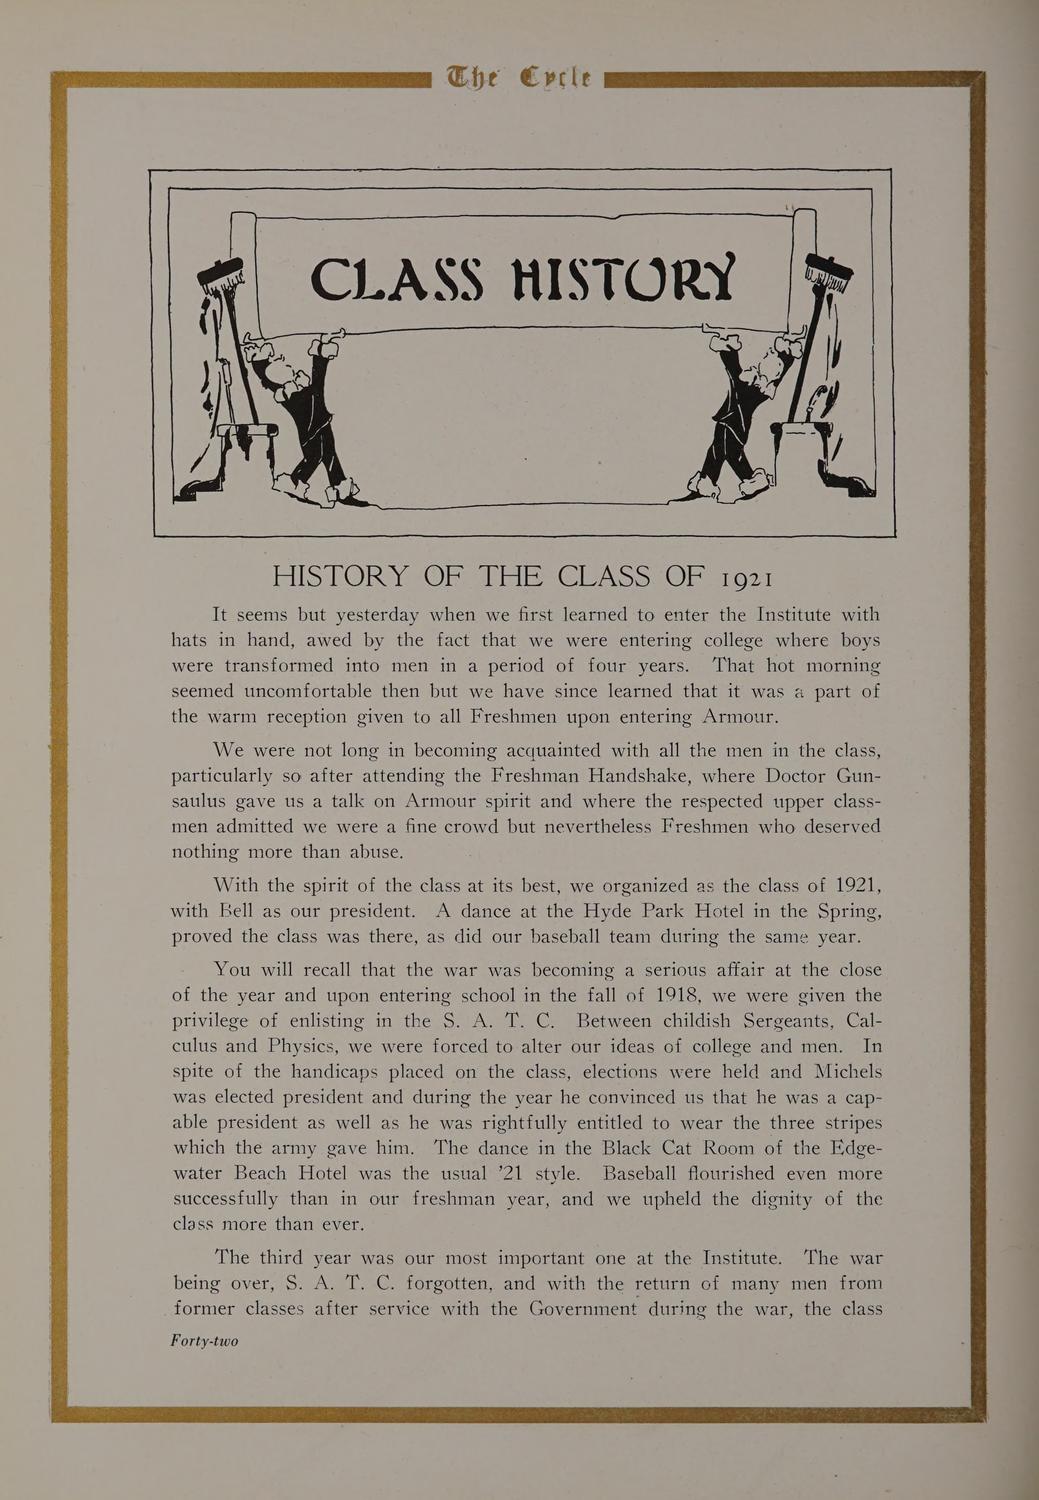 The Cycle
CLASS HISTORY
HISTORY OF THE CLASS OF 1921
It seems but yesterday when we first learned to enter the Institute with
hats in hand, awed by the fact that we were entering college where boys
were transformed into men in a period of four years. That hot morning
seemed uncomfortable then but we have since learned that it was a part of
the warm reception given to all Freshmen upon entering Armour.
We were not long in becoming acquainted with all the men in the class,
particularly so after attending the Freshman Handshake, where Doctor Gun-
saulus gave us a talk on Armour spirit and where the respected upper class-
men admitted we were a fine crowd but nevertheless Freshmen who deserved
nothing more than abuse.
With the spirit of the class at its best, we organized as the class of 1921,
with Bell as our president. A dance at the Hyde Park Hotel in the Spring,
proved the class was there, as did our baseball team during the same year.
You will recall that the war was becoming a serious affair at the close
of the year and upon entering school in the fall of 1918, we were given the
privilege of enlisting in the S. A. T. C. Between childish Sergeants, Cal-
culus and Physics, we were forced to alter our ideas of college and men. In
spite of the handicaps placed on the class, elections were held and Michels
was elected president and during the year he convinced us that he was a cap-
able president as well as he was rightfully entitled to wear the three stripes
which the army gave him. The dance in the Black Cat Room of the Edge-
water Beach Hotel was the usual ’21 style. Baseball flourished even more
successfully than in our freshman year, and we upheld the dignity of the
class more than ever.
The third year was our most important one at the Institute. The war
being over, S. A. T. C. forgotten, and with the return of many men from
former classes after service with the Government during the war, the class
Forty-two